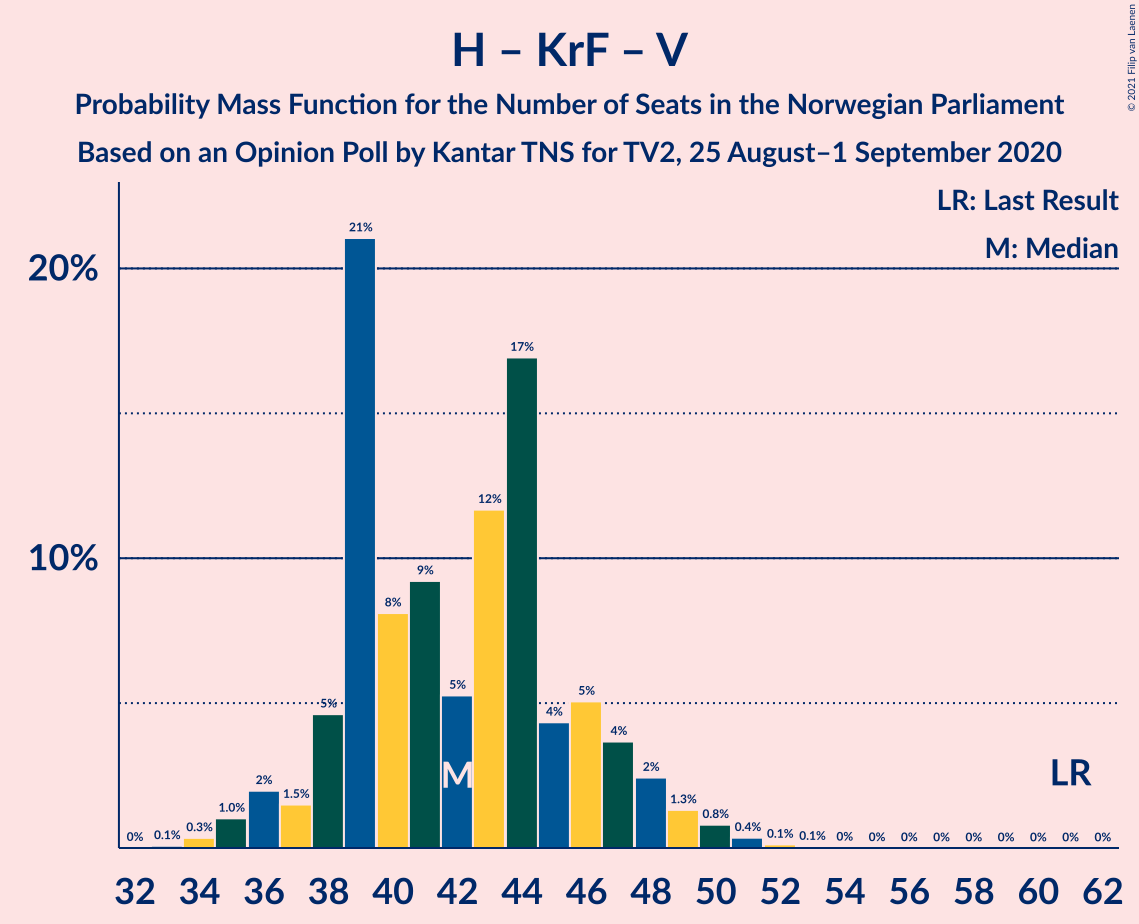 © 2021 Filip van Laenen
H – KrF – V
Probability Mass Function for the Number of Seats in the Norwegian Parliament
Based on an Opinion Poll by Kantar TNS for TV2, 25 August–1 September 2020
LR: Last Result
M: Median
20%
10%
0% 0.1% 0.3% 1.0% 2% 1.5% 5% 21% 8% 9% 5% 12% 17% 4% 5% 4% 2% 1.3% 0.8% 0.4% 0.1% 0.1% 0% 0% 0% 0% 0% 0% 0% 0% 0%
M
LR
32 34 36 38 40 42 44 46 48 50 52 54 56 58 60 62